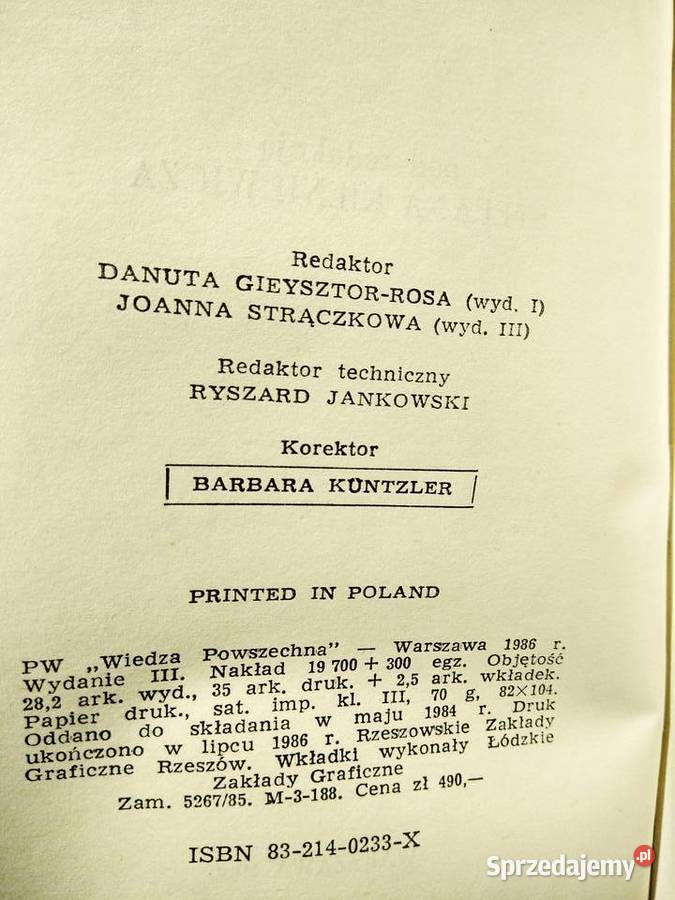 Redaktor
DANUTA GIEYSZTOR-ROSA (wyd. I)
JOANNA STRĄCZKOWA (wyd. III)
Redaktor techniczny
RYSZARD JANKOWSKI
Korektor
BARBARA KÜNTZLER
PRINTED IN POLAND
PW „Wiedza Powszechna” — Warszawa 1986 r.
Wydanie III. Nakład 19 700 + 300 egz. Objętość
28,2 ark. wyd., 35 ark. druk. + 2,5 ark. wkładek.
Papier druk., sat. imp. kl. III, 70 g, 82×104.
Oddano do składania w maju 1984 r. Druk
ukończono w lipcu 1986 r. Rzeszowskie Zakłady
Graficzne Rzeszów. Wkładki wykonały Łódzkie
Zakłady Graficzne
Zam. 5267/85. M-3-188. Cena zł 490,—
ISBN 83-214-0233-X
Sprzedajemy.pl